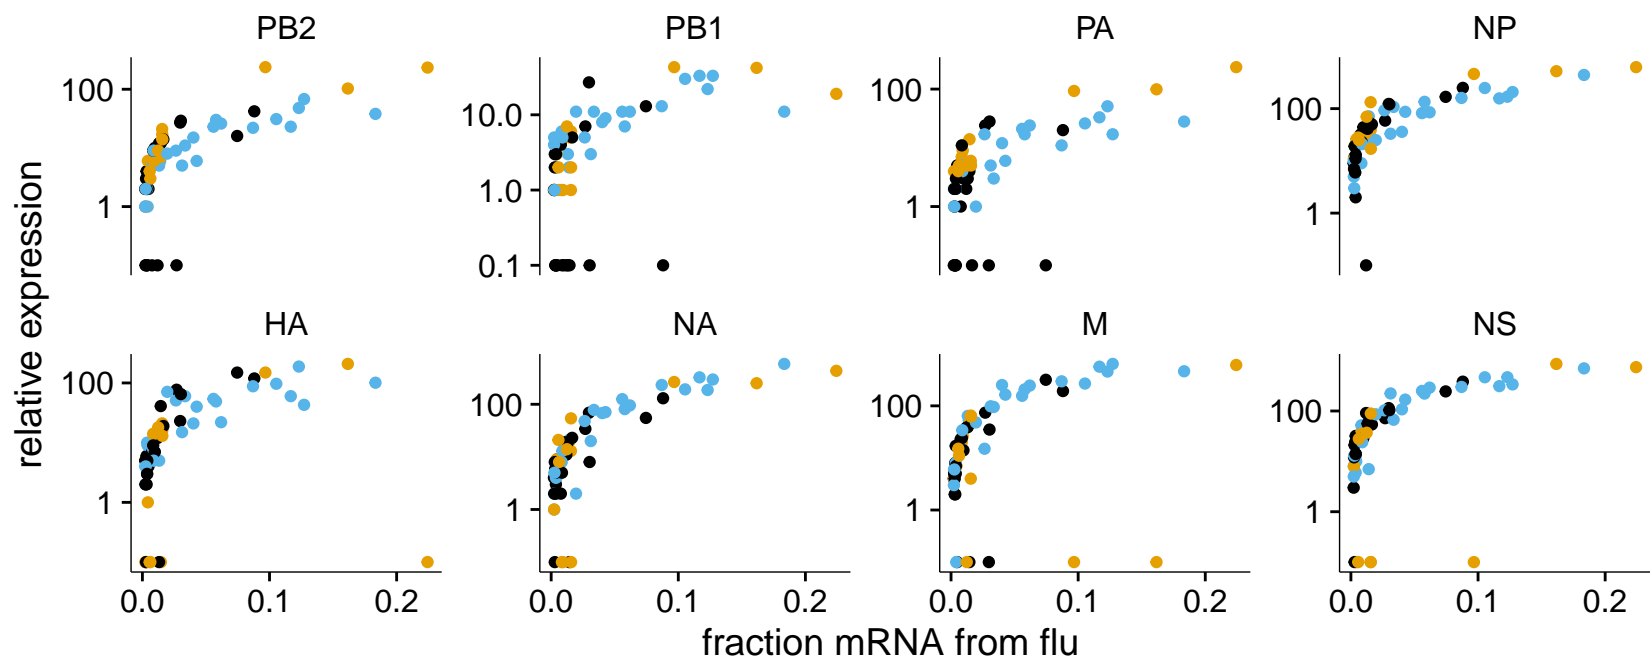 PB2 PB1 PA NP
100 10.0 100 100
1 1.0 1 1
0.1
relative expression
HA NA M NS
100 100 100 100
1 1 1 1
0.0 0.1 0.2 0.0 0.1 0.2 0.0 0.1 0.2 0.0 0.1 0.2
fraction mRNA from flu